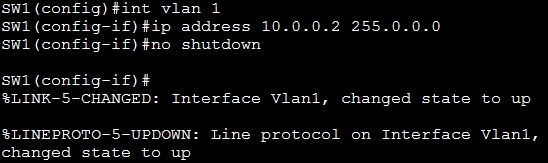 SW1(config)#int vlan 1
SW1(config-if)#ip address 10.0.0.2 255.0.0.0
SW1(config-if)#no shutdown
SW1(config-if)#
%LINK-5-CHANGED: Interface Vlan1, changed state to up
%LINEPROTO-5-UPDOWN: Line protocol on Interface Vlan1,
changed state to up